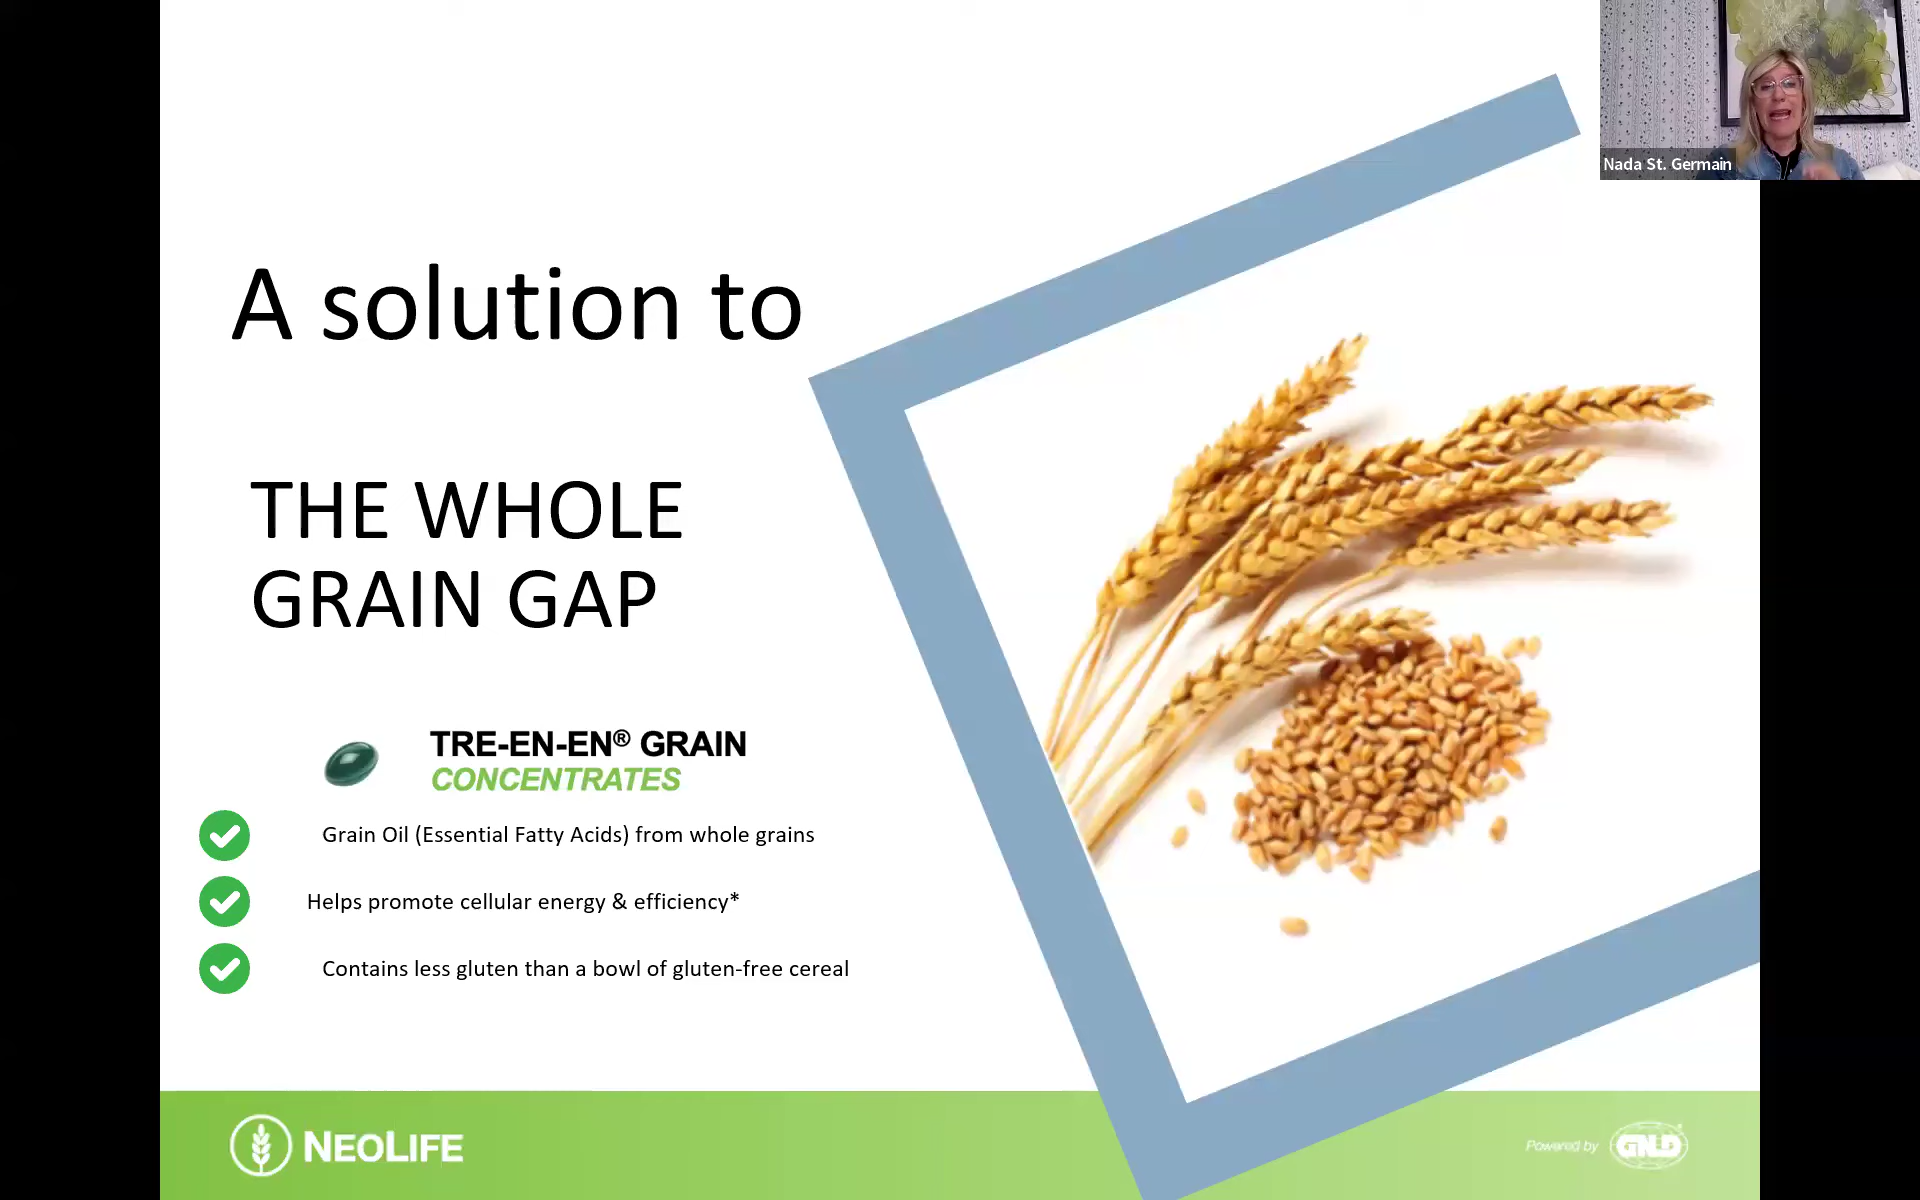 Nada St. Germain
A solution to
THE WHOLE
GRAIN GAP
TRE-EN-EN® GRAIN
CONCENTRATES
Grain Oil (Essential Fatty Acids) from whole grains
Helps promote cellular energy & efficiency*
Contains less gluten than a bowl of gluten-free cereal
NEOLIFE
Powered by GNLD